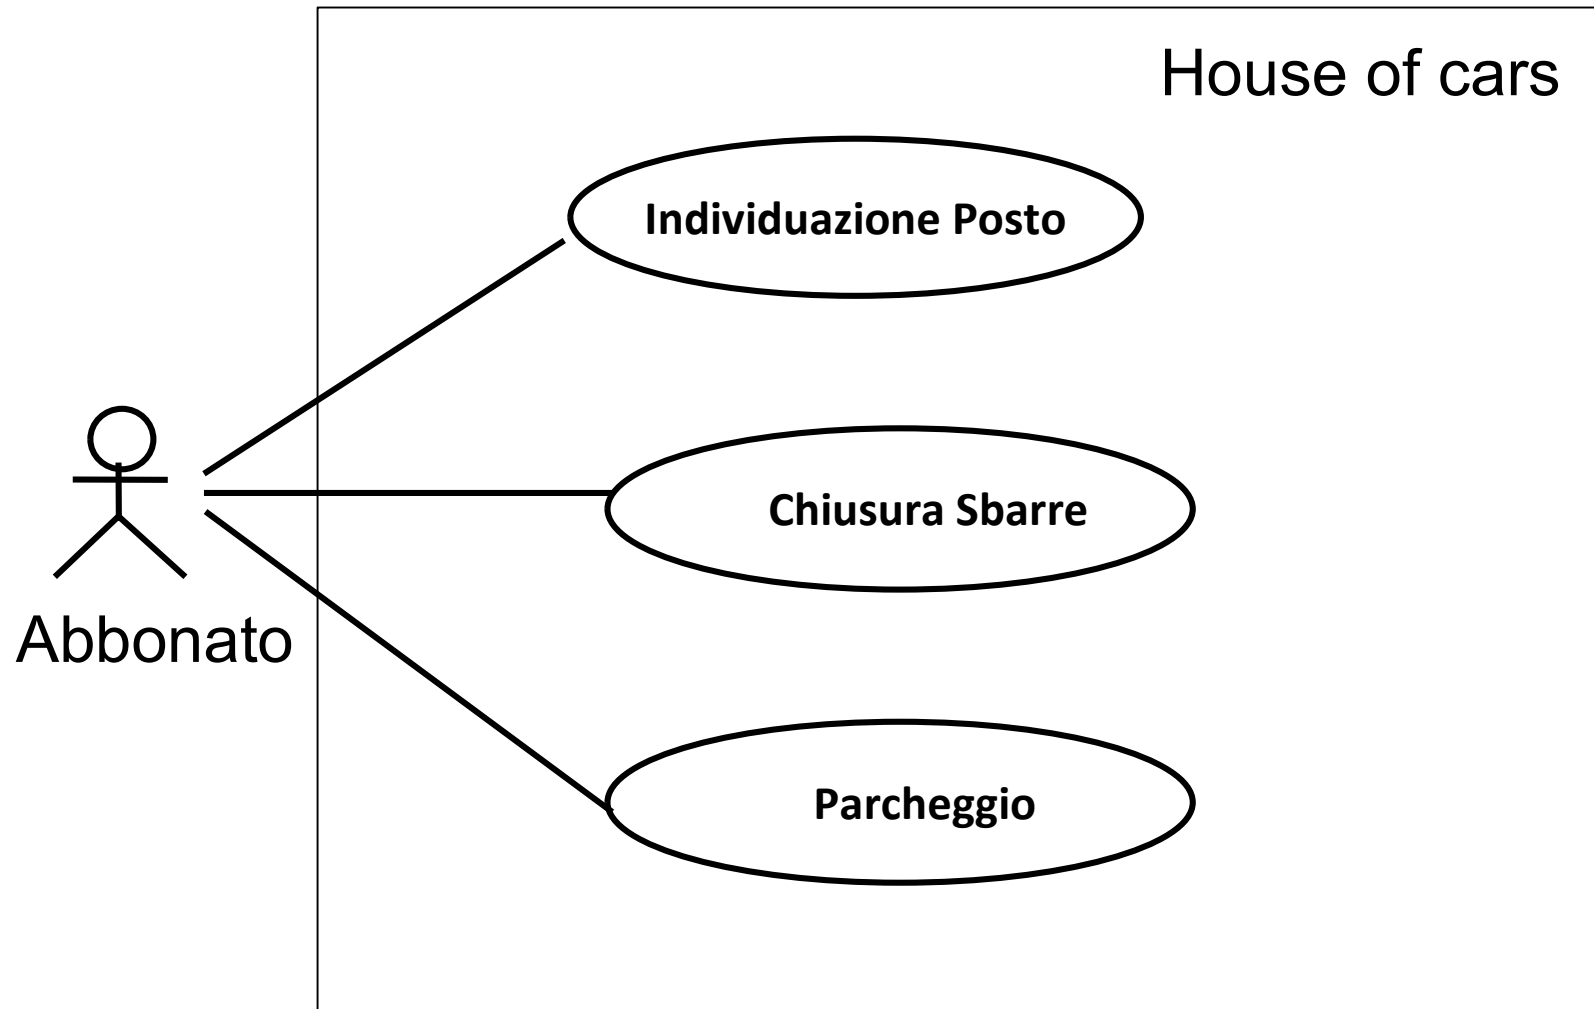 House of cars
Individuazione Posto
Chiusura Sbarre
Abbonato
Parcheggio